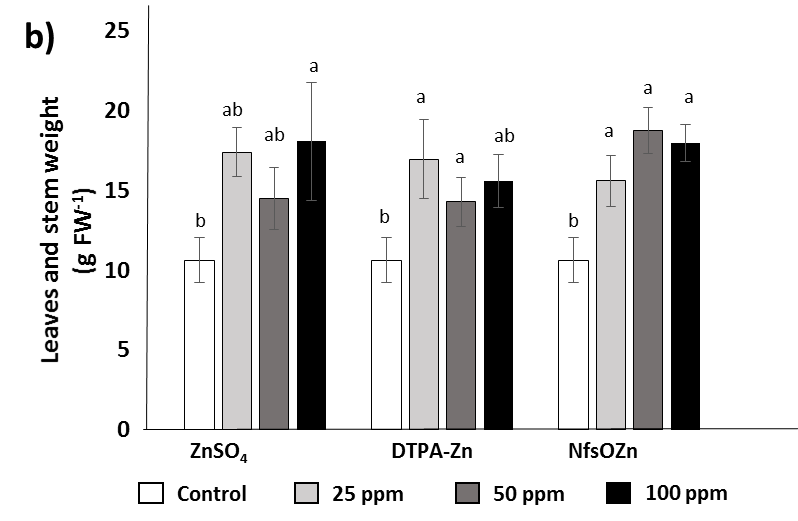 b)
Leaves and stem weight
(g FW⁻¹)
25
20
15
10
5
0
b
ab
ab
a
b
a
a
ab
b
a
a
a
ZnSO₄
DTPA-Zn
NfsOZn
Control
25 ppm
50 ppm
100 ppm